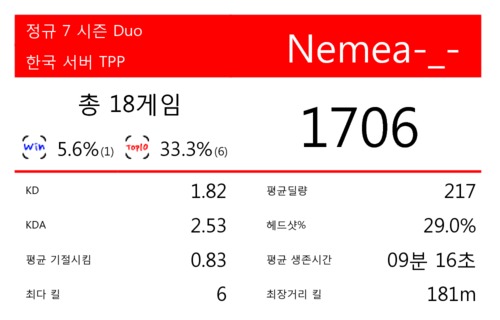 정규 7 시즌 Duo
한국 서버 TPP
Nemea-_-
총 18게임
Win 5.6%(1) Top10 33.3%(6)
1706
KD 1.82
KDA 2.53
평균 기절시킴 0.83
최다 킬 6
평균딜량 217
헤드샷% 29.0%
평균 생존시간 09분 16초
최장거리 킬 181m